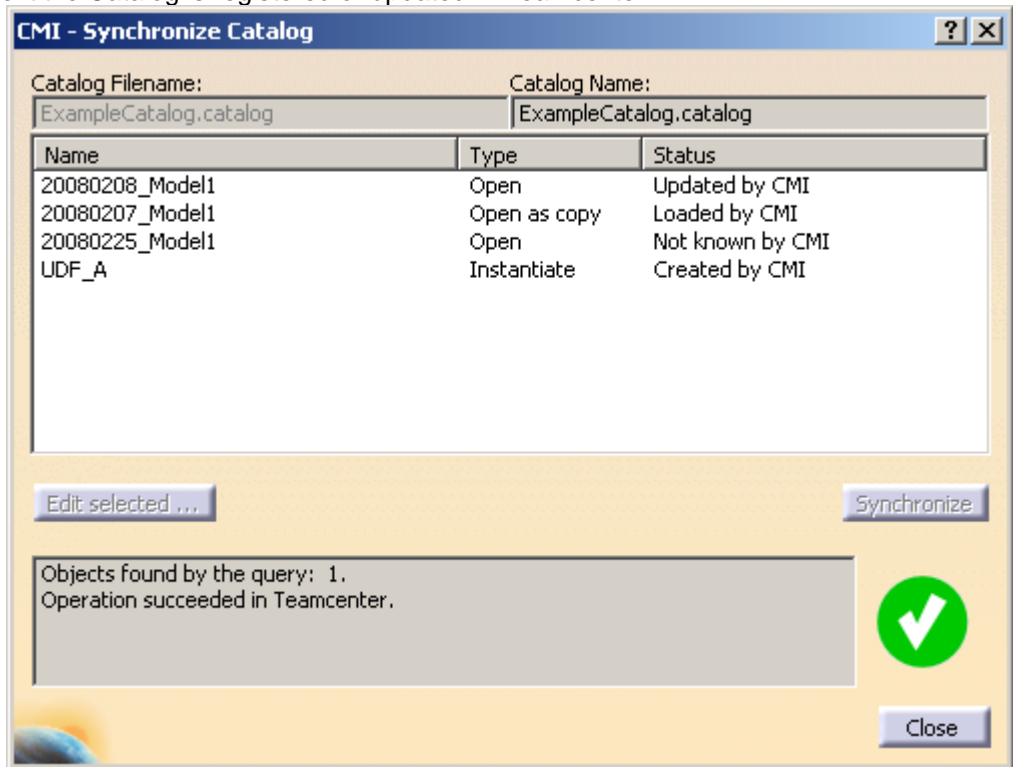 CMI - Synchronize Catalog
Catalog Filename: Catalog Name:
ExampleCatalog.catalog ExampleCatalog.catalog
Name Type Status
20080208_Model1 Open Updated by CMI
20080207_Model1 Open as copy Loaded by CMI
20080225_Model1 Open Not known by CMI
UDF_A Instantiate Created by CMI
Edit selected ... Synchronize
Objects found by the query: 1.
Operation succeeded in Teamcenter.
Close